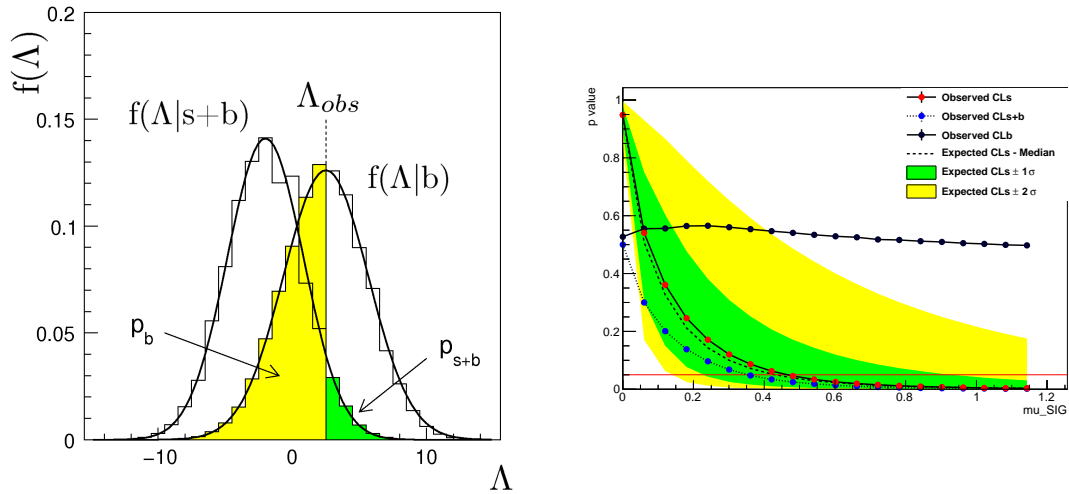 f(Λ)
0.2
0.15
0.1
0.05
0
−10
0
10
Λ
f(Λ|s+b)
Λobs
f(Λ|b)
pb
ps+b
p value
1
0.8
0.6
0.4
0.2
0
0
0.2
0.4
0.6
0.8
1
1.2
mu_SIG
Observed CLs
Observed CLs+b
Observed CLb
Expected CLs - Median
Expected CLs ± 1σ
Expected CLs ± 2σ